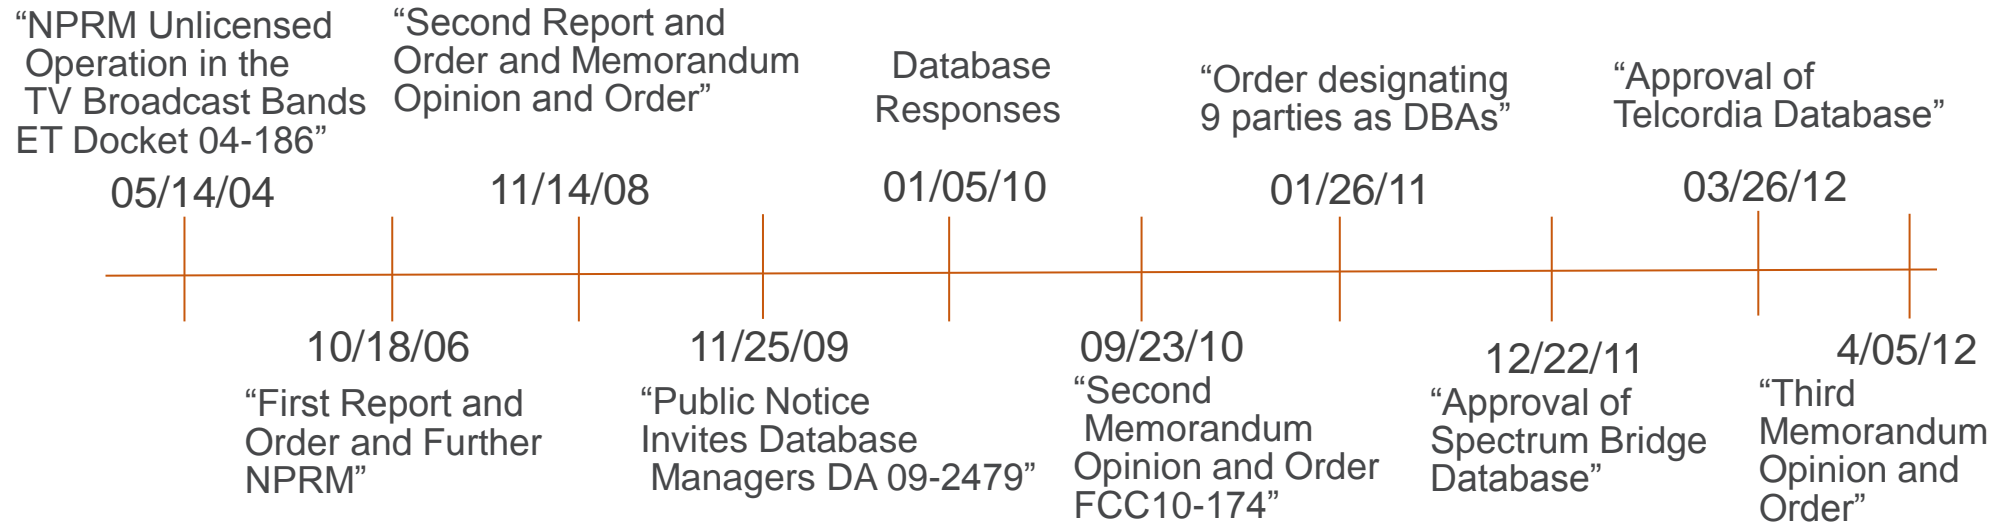 “NPRM Unlicensed
Operation in the
TV Broadcast Bands
ET Docket 04-186”
05/14/04
10/18/06
“First Report and
Order and Further
NPRM”
“Second Report and
Order and Memorandum
Opinion and Order”
11/14/08
11/25/09
“Public Notice
Invites Database
Managers DA 09-2479”
Database
Responses
01/05/10
09/23/10
“Second
Memorandum
Opinion and Order
FCC10-174”
“Order designating
9 parties as DBAs”
01/26/11
12/22/11
“Approval of
Spectrum Bridge
Database”
“Approval of
Telcordia Database”
03/26/12
4/05/12
“Third
Memorandum
Opinion and
Order”